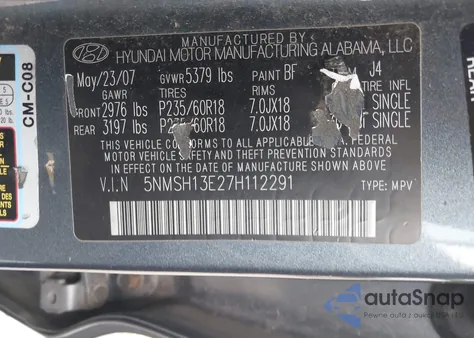 MANUFACTURED BY
HYUNDAI MOTOR MANUFACTURING ALABAMA, LLC
May/23/07 GVWR 5379 lbs PAINT BF J4
GAWR TIRES RIMS TIRE INFL
FRONT 2976 lbs P235/60R18 7.0JX18 SINGLE
REAR 3197 lbs 7.0JX18 SINGLE
THIS VEHICLE CONFORMS TO ALL APPLICABLE FEDERAL
MOTOR VEHICLE SAFETY AND THEFT PREVENTION STANDARDS
IN EFFECT ON THE DATE OF MANUFACTURE SHOWN ABOVE.
V.I.N 5NMSH13E27H112291 TYPE: MPV
CM-C08
autoSnap